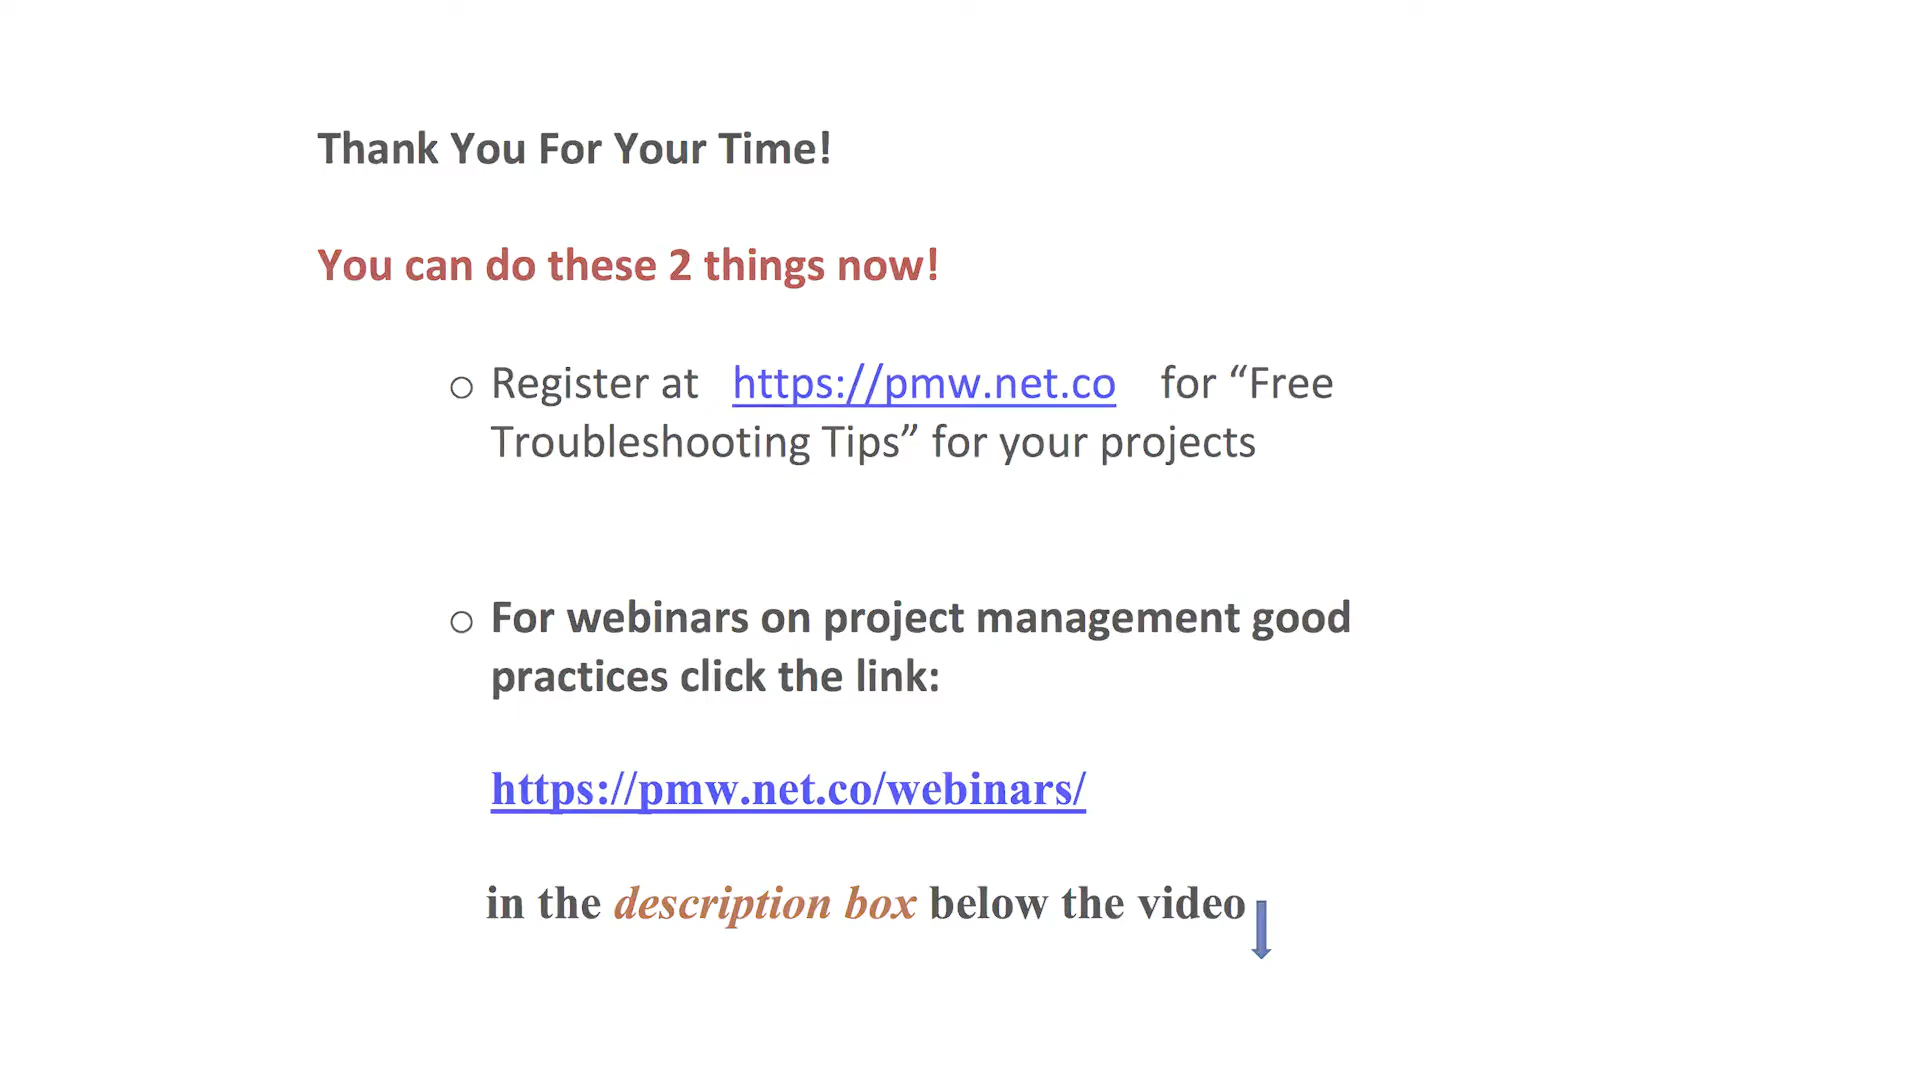 Thank You For Your Time!
You can do these 2 things now!
○ Register at https://pmw.net.co for “Free
Troubleshooting Tips” for your projects
○ For webinars on project management good
practices click the link:
https://pmw.net.co/webinars/
in the description box below the video